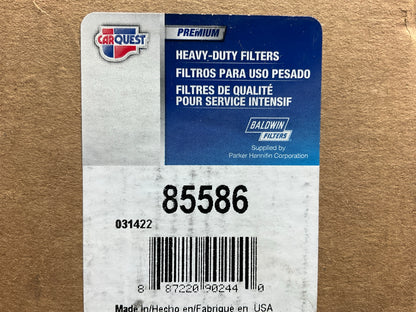 CARQUEST
PREMIUM
HEAVY-DUTY FILTERS
FILTROS PARA USO PESADO
FILTRES DE QUALITÉ
POUR SERVICE INTENSIF
BALDWIN
FILTERS
Supplied by
Parker Hannifin Corporation
85586
031422
8 87220 90244 0
Made in/Hecho en/Fabriqué en USA